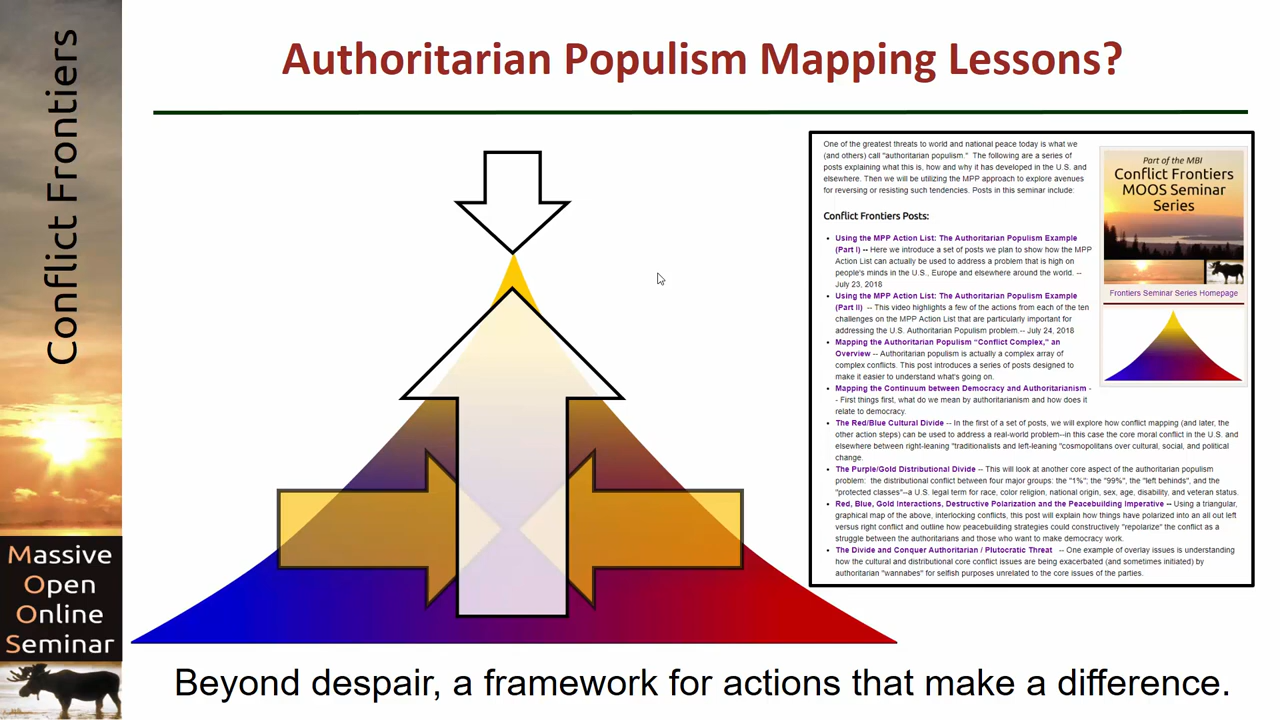 Conflict Frontiers
Massive
Open
Online
Seminar
Authoritarian Populism Mapping Lessons?
One of the greatest threats to world and national peace today is what we
(and others) call "authoritarian populism." The following are a series of
posts explaining what this is, how and why it has developed in the U.S. and
elsewhere. Then we will be utilizing the MPP approach to explore avenues
for reversing or resisting such tendencies. Posts in this seminar include:
Conflict Frontiers Posts:
• Using the MPP Action List: The Authoritarian Populism Example
(Part I) -- Here we introduce a set of posts we plan to show how the MPP
Action List can actually be used to address a problem that is high on
people's minds in the U.S., Europe and elsewhere around the world. --
July 23, 2018
• Using the MPP Action List: The Authoritarian Populism Example
(Part Ii) -- This video highlights a few of the actions from each of the ten
challenges on the MPP Action List that are particularly important for
addressing the U.S. Authoritarian Populism problem.-- July 24, 2018
• Mapping the Authoritarian Populism "Conflict Complex," an
Overview -- Authoritarian populism is actually a complex array of
complex conflicts. This post introduces a series of posts designed to
make it easier to understand what's going on.
• Mapping the Continuum between Democracy and Authoritarianism -
- First things first, what do we mean by authoritarianism and how does it
relate to democracy.
• The Red/Blue Cultural Divide -- In the first of a set of posts, we will explore how conflict mapping (and later, the
other action steps) can be used to address a real-world problem--in this case the core moral conflict in the U.S. and
elsewhere between right-leaning "traditionalists and left-leaning "cosmopolitans over cultural, social, and political
change.
• The Purple/Gold Distributional Divide -- This will look at another core aspect of the authoritarian populism
problem: the distributional conflict between four major groups: the "1%"; the "99%", the "left behinds", and the
"protected classes"--a U.S. legal term for race, color religion, national origin, sex, age, disability, and veteran status.
• Red, Blue, Gold Interactions, Destructive Polarization and the Peacebuilding Imperative -- Using a triangular,
graphical map of the above, interlocking conflicts, this post will explain how things have polarized into an all out left
versus right conflict and outline how peacebuilding strategies could constructively "repolarize" the conflict as a
struggle between the authoritarians and those who want to make democracy work.
• The Divide and Conquer Authoritarian / Plutocratic Threat -- One example of overlay issues is understanding
how the cultural and distributional core conflict issues are being exacerbated (and sometimes initiated) by
authoritarian "wannabes" for selfish purposes unrelated to the core issues of the parties.
Part of the MBI
Conflict Frontiers
MOOS Seminar
Series
Frontiers Seminar Series Homepage
Beyond despair, a framework for actions that make a difference.